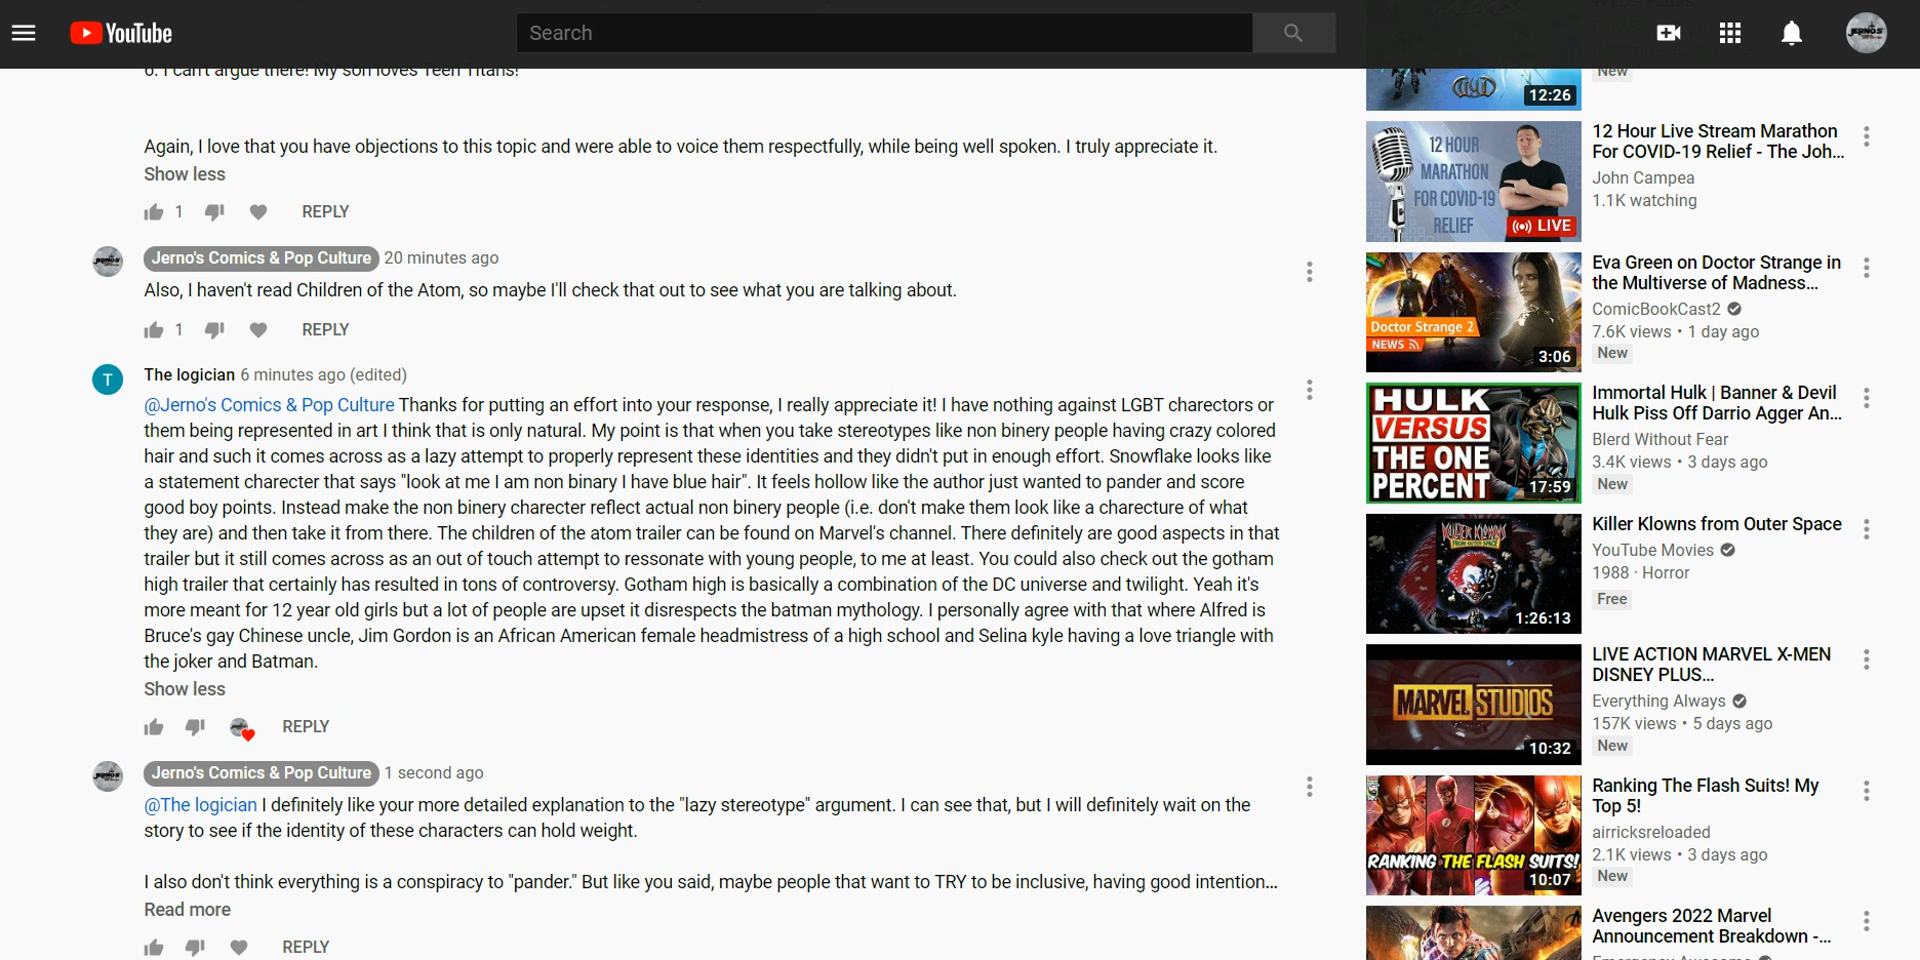 YouTube
Search
6. I can't argue there! My son loves Teen Titans!
Again, I love that you have objections to this topic and were able to voice them respectfully, while being well spoken. I truly appreciate it.
Show less
1
REPLY
Jerno's Comics & Pop Culture 20 minutes ago
Also, I haven't read Children of the Atom, so maybe I'll check that out to see what you are talking about.
1
REPLY
T
The logician 6 minutes ago (edited)
@Jerno's Comics & Pop Culture Thanks for putting an effort into your response, I really appreciate it! I have nothing against LGBT charectors or
them being represented in art I think that is only natural. My point is that when you take stereotypes like non binery people having crazy colored
hair and such it comes across as a lazy attempt to properly represent these identities and they didn't put in enough effort. Snowflake looks like
a statement charecter that says "look at me I am non binary I have blue hair". It feels hollow like the author just wanted to pander and score
good boy points. Instead make the non binery charecter reflect actual non binery people (i.e. don't make them look like a charecture of what
they are) and then take it from there. The children of the atom trailer can be found on Marvel's channel. There definitely are good aspects in that
trailer but it still comes across as an out of touch attempt to ressonate with young people, to me at least. You could also check out the gotham
high trailer that certainly has resulted in tons of controversy. Gotham high is basically a combination of the DC universe and twilight. Yeah it's
more meant for 12 year old girls but a lot of people are upset it disrespects the batman mythology. I personally agree with that where Alfred is
Bruce's gay Chinese uncle, Jim Gordon is an African American female headmistress of a high school and Selina kyle having a love triangle with
the joker and Batman.
Show less
REPLY
Jerno's Comics & Pop Culture 1 second ago
@The logician I definitely like your more detailed explanation to the "lazy stereotype" argument. I can see that, but I will definitely wait on the
story to see if the identity of these characters can hold weight.
I also don't think everything is a conspiracy to "pander." But like you said, maybe people that want to TRY to be inclusive, having good intention...
Read more
REPLY
12:26
New
12 HOUR
MARATHON
FOR COVID-19
RELIEF
LIVE
12 Hour Live Stream Marathon
For COVID-19 Relief - The Joh...
John Campea
1.1K watching
Doctor Strange 2
NEWS
3:06
Eva Green on Doctor Strange in
the Multiverse of Madness...
ComicBookCast2
7.6K views • 1 day ago
New
HULK
VERSUS
THE ONE
PERCENT
17:59
Immortal Hulk | Banner & Devil
Hulk Piss Off Darrio Agger An...
Blerd Without Fear
3.4K views • 3 days ago
New
KILLER KLOWNS
1:26:13
Killer Klowns from Outer Space
YouTube Movies
1988 · Horror
Free
MARVEL STUDIOS
10:32
LIVE ACTION MARVEL X-MEN
DISNEY PLUS...
Everything Always
157K views • 5 days ago
New
RANKING THE FLASH SUITS!
10:07
Ranking The Flash Suits! My
Top 5!
airricksreloaded
2.1K views • 3 days ago
New
Avengers 2022 Marvel
Announcement Breakdown -...
Emergency Awesome